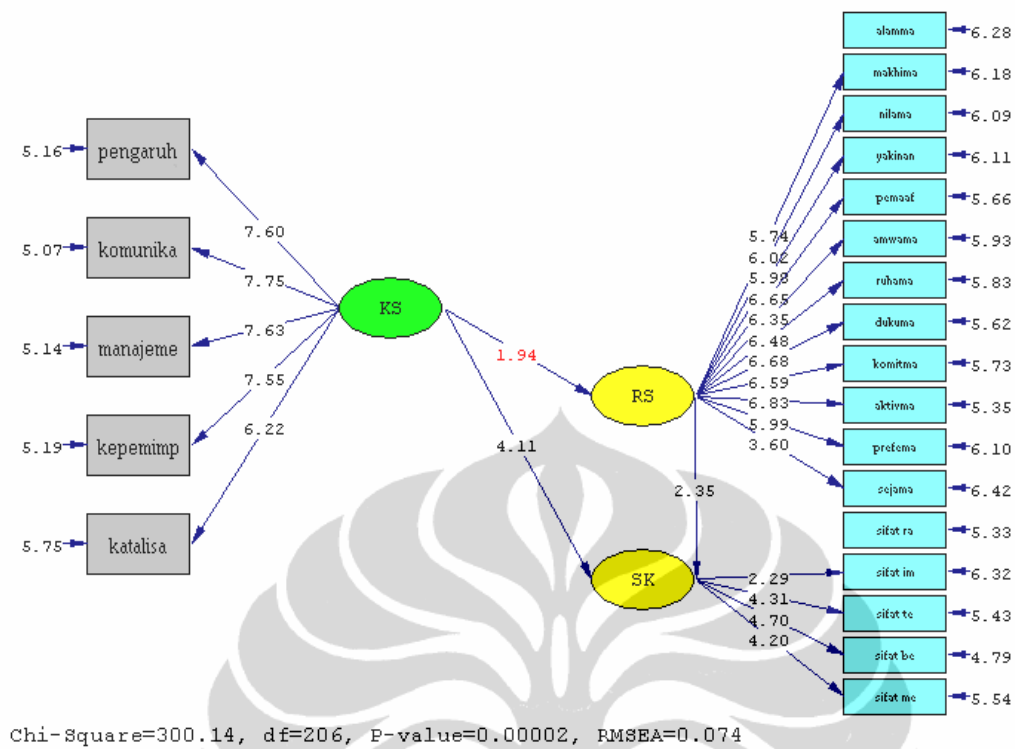 5.16 pengaruh
5.07 komunika
5.14 manajeme
5.19 kepemimp
5.75 katalisa
7.60
7.75
7.63
7.55
6.22
KS
1.94
4.11
RS
2.35
SK
5.74
6.02
5.98
6.65
6.35
6.48
6.68
6.59
6.83
5.99
3.60
2.29
4.31
4.70
4.20
alamma 6.28
makhima 6.18
nilama 6.09
yakinan 6.11
pemaaf 5.66
amwama 5.93
ruhama 5.83
dukuma 5.62
komitma 5.73
aktivma 5.35
prefema 6.10
sejama 6.42
sifat ra 5.33
sifat im 6.32
sifat te 5.43
sifat be 4.79
sifat me 5.54
Chi-Square=300.14, df=206, P-value=0.00002, RMSEA=0.074